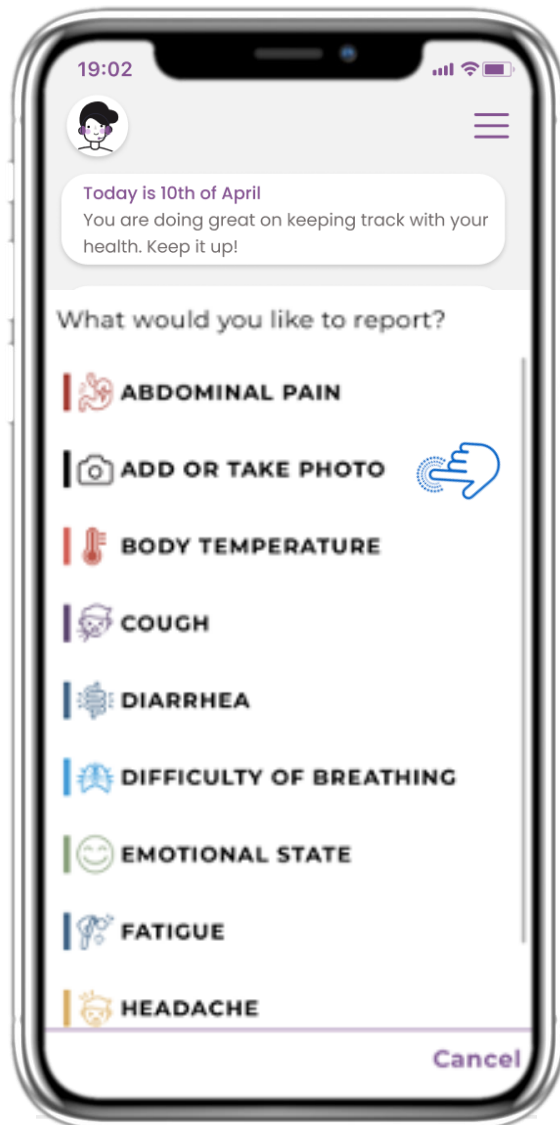 19:02
Today is 10th of April
You are doing great on keeping track with your
health. Keep it up!
What would you like to report?
ABDOMINAL PAIN
ADD OR TAKE PHOTO
BODY TEMPERATURE
COUGH
DIARRHEA
DIFFICULTY OF BREATHING
EMOTIONAL STATE
FATIGUE
HEADACHE
Cancel